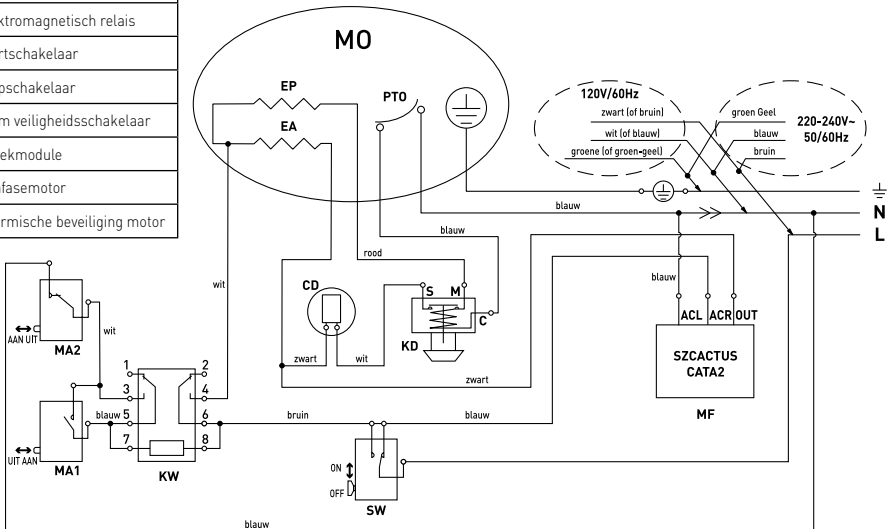 ktromagnetisch relais
rtschakelaar
pschakelaar
m veiligheidsschakelaar
ekmodule
nfasemotor
rmische beveiliging motor
MO
EP
EA
PTO
120V/60Hz
zwart (of bruin)
wit (of blauw)
groene (of groen-geel)
groen Geel
blauw
bruin
220-240V~
50/60Hz
blauw
N
L
blauw
rood
wit
CD
S
M
C
KD
blauw
ACL
ACR
OUT
SZCACTUS
CATA2
MF
zwart
wit
zwart
AAN UIT
MA2
wit
1
2
3
4
5
6
7
8
KW
blauw
UIT AAN
MA1
bruin
blauw
ON
OFF
SW
blauw